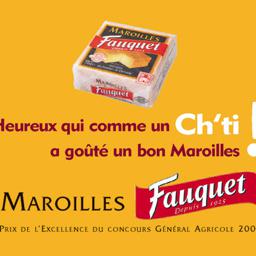 MAROILLES
Fauquet
Heureux qui comme un Ch'ti !
a goûté un bon Maroilles
MAROILLES Fauquet
Depuis 1925
PRIX DE L'EXCELLENCE DU CONCOURS GÉNÉRAL AGRICOLE 200